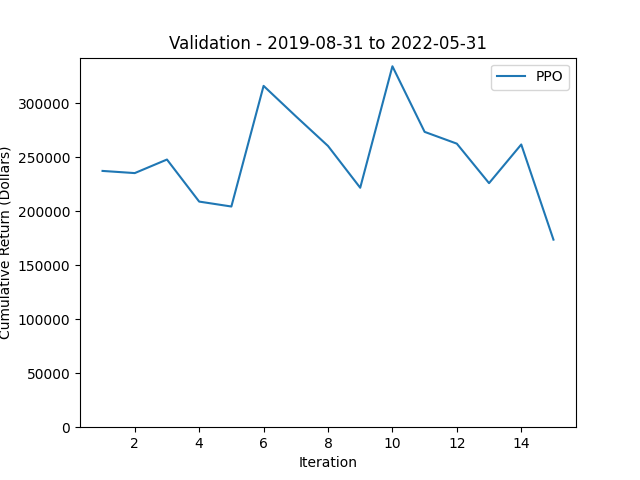 Validation - 2019-08-31 to 2022-05-31
PPO
Cumulative Return (Dollars)
300000
250000
200000
150000
100000
50000
0
2 4 6 8 10 12 14
Iteration